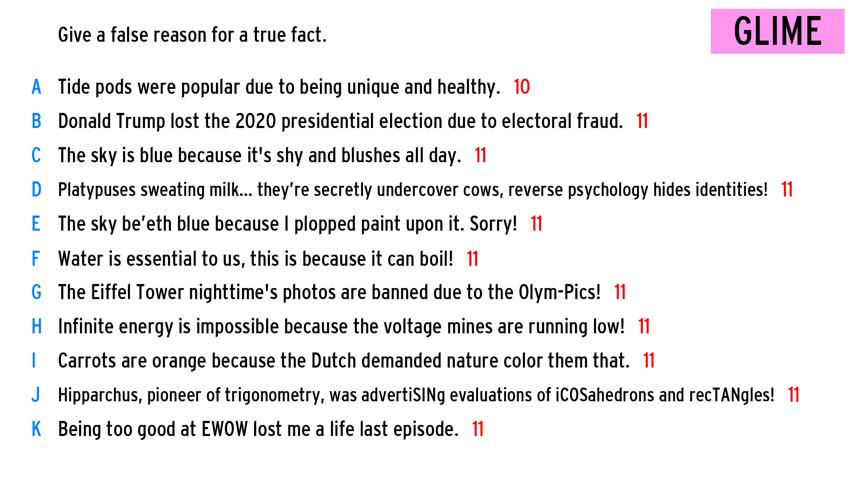 Give a false reason for a true fact.
GLIME
A Tide pods were popular due to being unique and healthy. 10
B Donald Trump lost the 2020 presidential election due to electoral fraud. 11
C The sky is blue because it's shy and blushes all day. 11
D Platypuses sweating milk... they're secretly undercover cows, reverse psychology hides identities! 11
E The sky be'eth blue because I plopped paint upon it. Sorry! 11
F Water is essential to us, this is because it can boil! 11
G The Eiffel Tower nighttime's photos are banned due to the Olym-Pics! 11
H Infinite energy is impossible because the voltage mines are running low! 11
I Carrots are orange because the Dutch demanded nature color them that. 11
J Hipparchus, pioneer of trigonometry, was advertiSINg evaluations of iCOSahedrons and recTANgles! 11
K Being too good at EWOW lost me a life last episode. 11